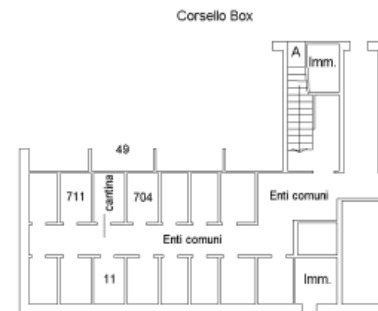 Corsello Box
A
Imm.
49
711
cantina
704
Enti comuni
Enti comuni
11
Imm.